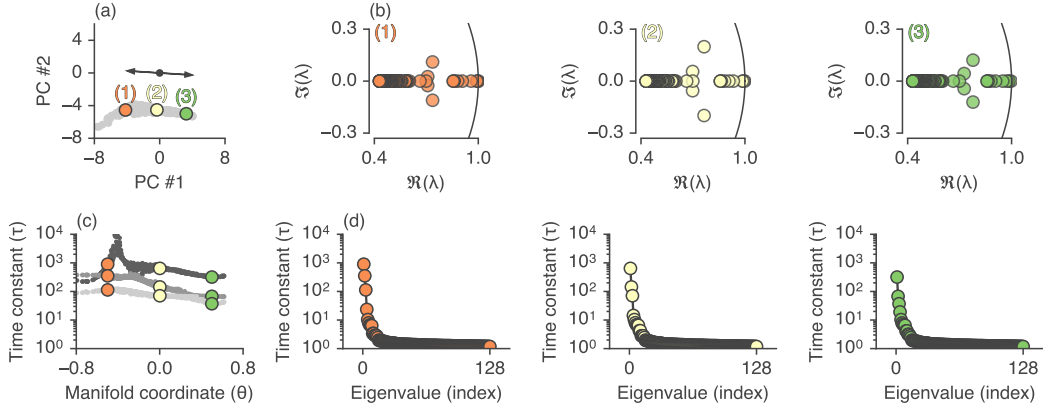 (a)
(b)
PC #2
4
0
−4
−8
(1)
(2)
(3)
−8
0
8
PC #1
ℑ(λ)
0.3
0.0
−0.3
(1)
0.4
1.0
ℜ(λ)
ℑ(λ)
0.3
0.0
−0.3
(2)
0.4
1.0
ℜ(λ)
ℑ(λ)
0.3
0.0
−0.3
(3)
0.4
1.0
ℜ(λ)
(c)
Time constant (τ)
10⁴
10³
10²
10¹
10⁰
−0.8
0.0
0.8
Manifold coordinate (θ)
(d)
Time constant (τ)
10⁴
10³
10²
10¹
10⁰
0
128
Eigenvalue (index)
Time constant (τ)
10⁴
10³
10²
10¹
10⁰
0
128
Eigenvalue (index)
Time constant (τ)
10⁴
10³
10²
10¹
10⁰
0
128
Eigenvalue (index)